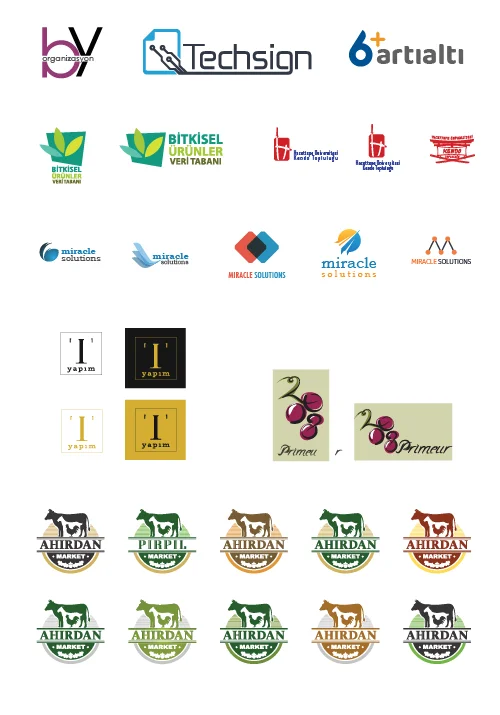 by
organizasyon
Techsign
6+artıaltı
BİTKİSEL
ÜRÜNLER
VERİ TABANI
BİTKİSEL
ÜRÜNLER
VERİ TABANI
Hacettepe Üniversitesi
Kendo Topluluğu
Hacettepe Üniversitesi
Kendo Topluluğu
HACETTEPE ÜNİVERSİTESİ
KENDO
miracle
solutions
miracle
solutions
MIRACLE SOLUTIONS
miracle
solutions
MIRACLE SOLUTIONS
I
yapım
I
yapım
I
yapım
I
yapım
Primeu r
Primeur
AHIRDAN
MARKET
PIRPIL
MARKET
AHIRDAN
MARKET
AHIRDAN
MARKET
AHIRDAN
MARKET
AHIRDAN
MARKET
AHIRDAN
MARKET
AHIRDAN
MARKET
AHIRDAN
MARKET
AHIRDAN
MARKET